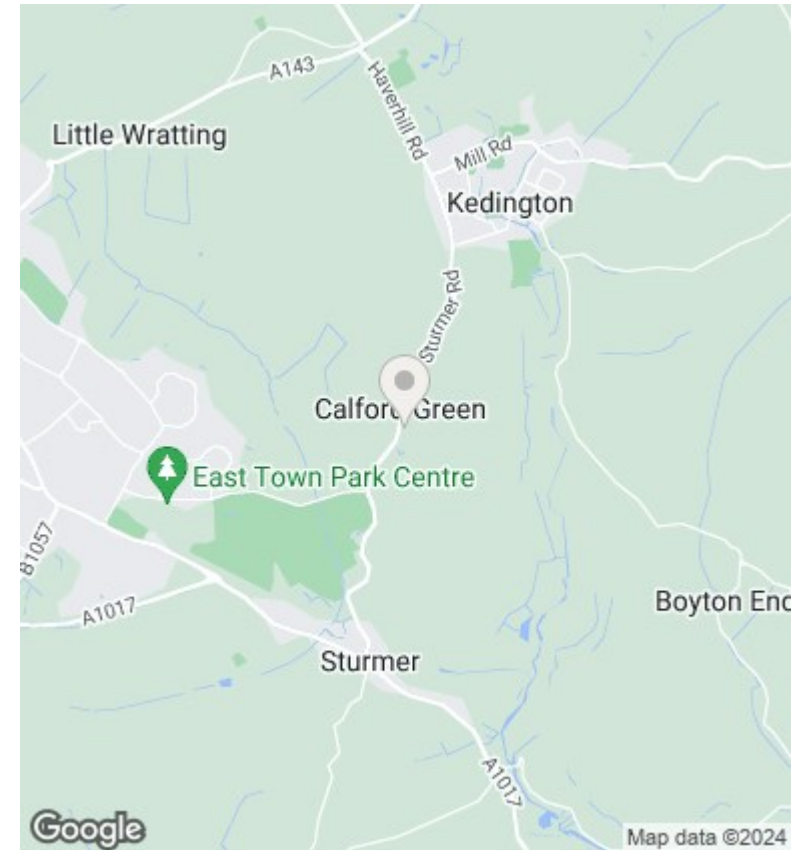 A143
Haverhill Rd
Little Wratting
Mill Rd
Kedington
Sturmer Rd
Calford Green
East Town Park Centre
B1057
A1017
Boyton End
Sturmer
A1017
Google
Map data ©2024